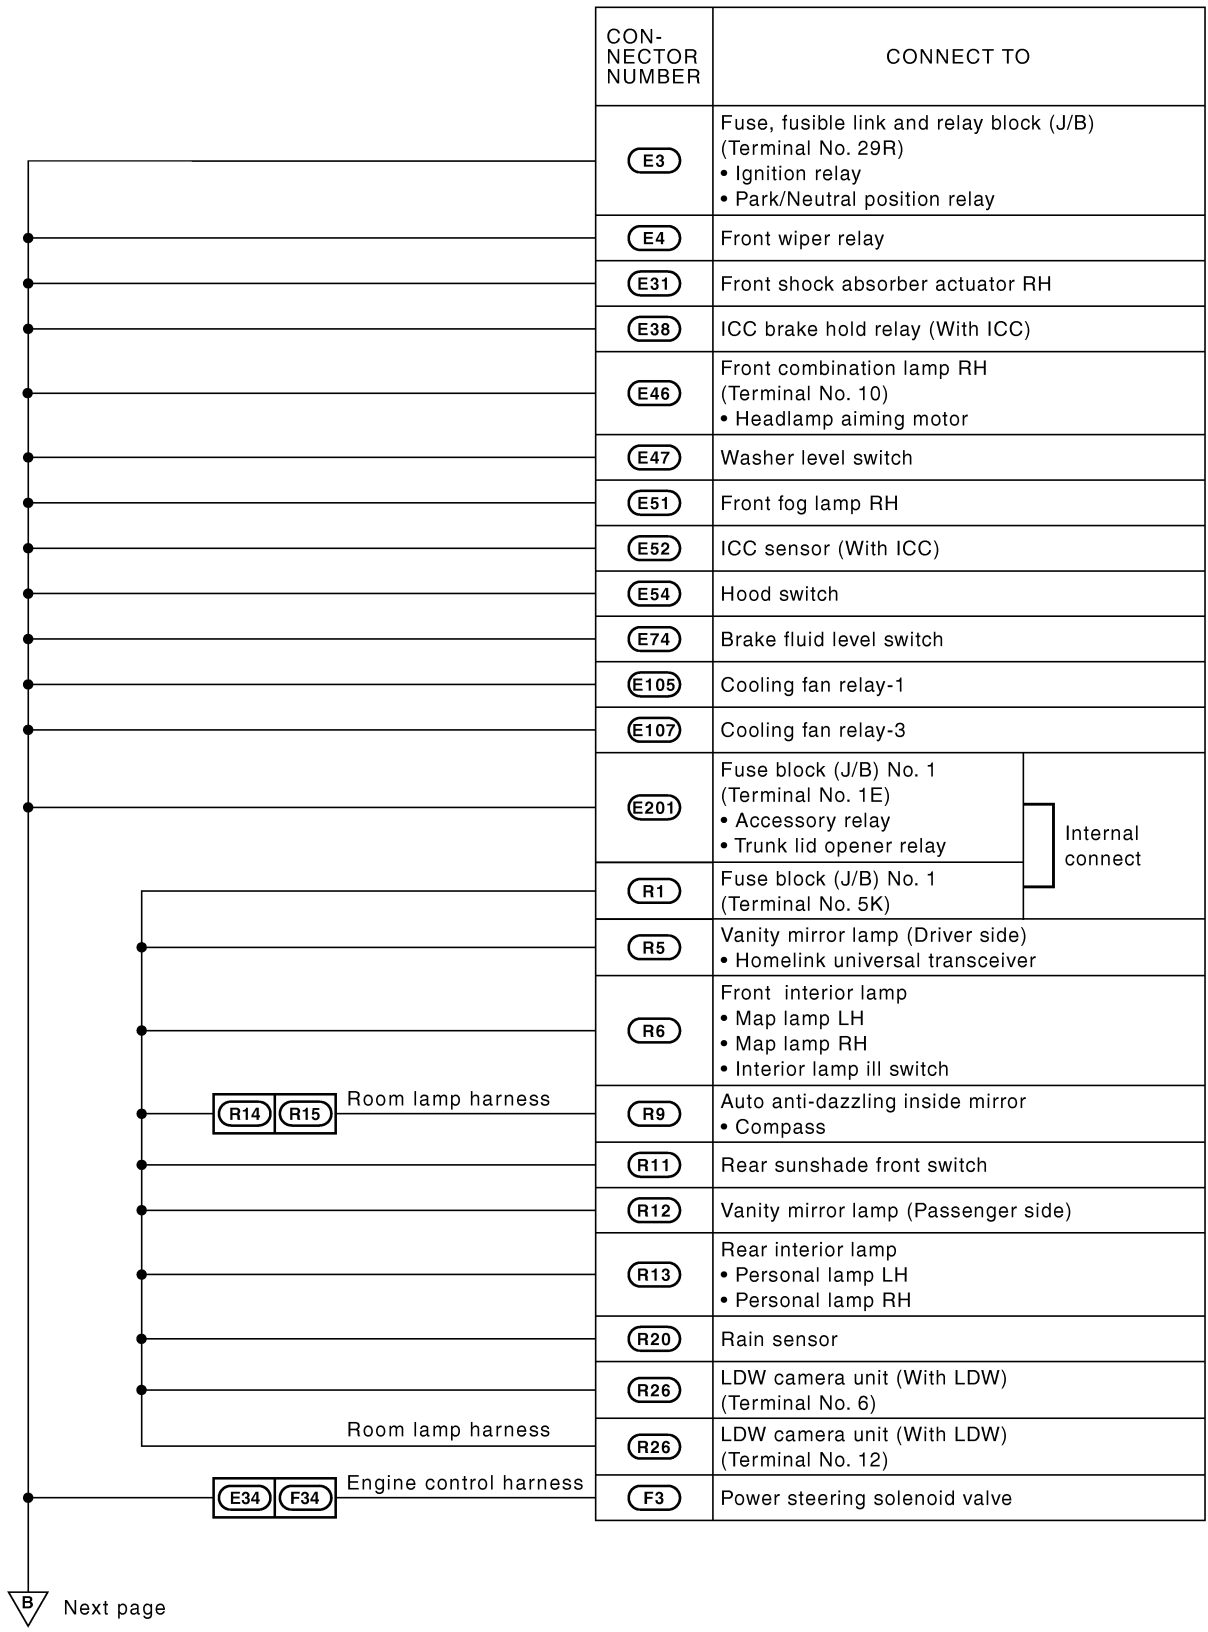 CON-
NECTOR
NUMBER
CONNECT TO
E3
Fuse, fusible link and relay block (J/B)
(Terminal No. 29R)
• Ignition relay
• Park/Neutral position relay
E4
Front wiper relay
E31
Front shock absorber actuator RH
E38
ICC brake hold relay (With ICC)
E46
Front combination lamp RH
(Terminal No. 10)
• Headlamp aiming motor
E47
Washer level switch
E51
Front fog lamp RH
E52
ICC sensor (With ICC)
E54
Hood switch
E74
Brake fluid level switch
E105
Cooling fan relay-1
E107
Cooling fan relay-3
E201
Fuse block (J/B) No. 1
(Terminal No. 1E)
• Accessory relay
• Trunk lid opener relay
Internal
connect
R1
Fuse block (J/B) No. 1
(Terminal No. 5K)
R5
Vanity mirror lamp (Driver side)
• Homelink universal transceiver
R6
Front interior lamp
• Map lamp LH
• Map lamp RH
• Interior lamp ill switch
R14 R15
Room lamp harness
R9
Auto anti-dazzling inside mirror
• Compass
R11
Rear sunshade front switch
R12
Vanity mirror lamp (Passenger side)
R13
Rear interior lamp
• Personal lamp LH
• Personal lamp RH
R20
Rain sensor
R26
LDW camera unit (With LDW)
(Terminal No. 6)
Room lamp harness
R26
LDW camera unit (With LDW)
(Terminal No. 12)
E34 F34
Engine control harness
F3
Power steering solenoid valve
B
Next page